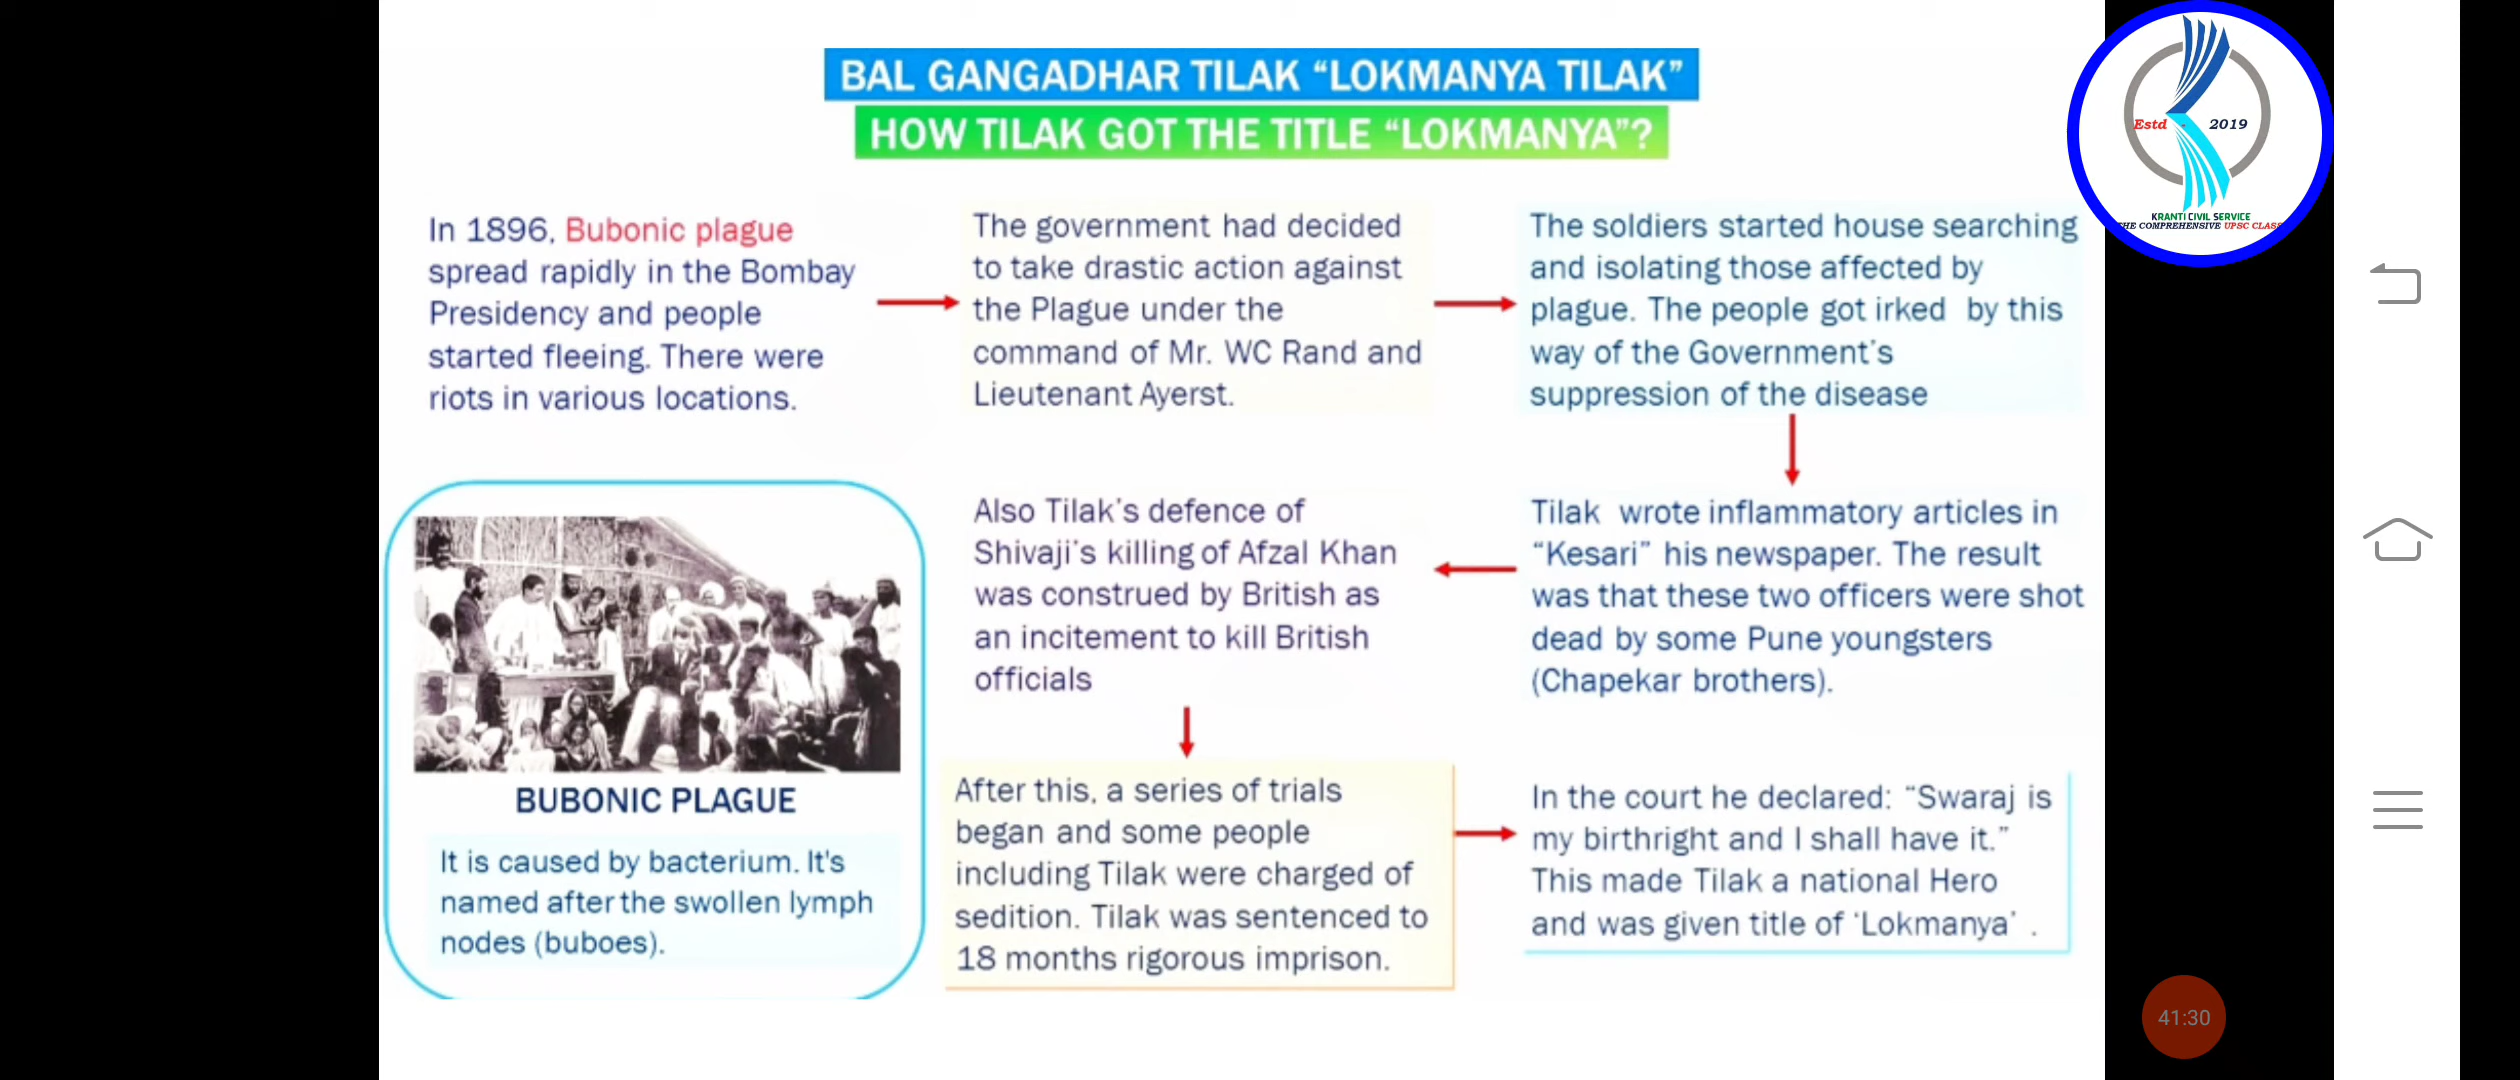 BAL GANGADHAR TILAK “LOKMANYA TILAK”
HOW TILAK GOT THE TITLE “LOKMANYA”?
Estd - 2019
KRANTI CIVIL SERVICE
THE COMPREHENSIVE UPSC CLASS
In 1896, Bubonic plague
spread rapidly in the Bombay
Presidency and people
started fleeing. There were
riots in various locations.
The government had decided
to take drastic action against
the Plague under the
command of Mr. WC Rand and
Lieutenant Ayerst.
The soldiers started house searching
and isolating those affected by
plague. The people got irked by this
way of the Government’s
suppression of the disease
Tilak wrote inflammatory articles in
“Kesari” his newspaper. The result
was that these two officers were shot
dead by some Pune youngsters
(Chapekar brothers).
Also Tilak’s defence of
Shivaji’s killing of Afzal Khan
was construed by British as
an incitement to kill British
officials
After this, a series of trials
began and some people
including Tilak were charged of
sedition. Tilak was sentenced to
18 months rigorous imprison.
In the court he declared: “Swaraj is
my birthright and I shall have it.”
This made Tilak a national Hero
and was given title of ‘Lokmanya’ .
BUBONIC PLAGUE
It is caused by bacterium. It's
named after the swollen lymph
nodes (buboes).
41:30